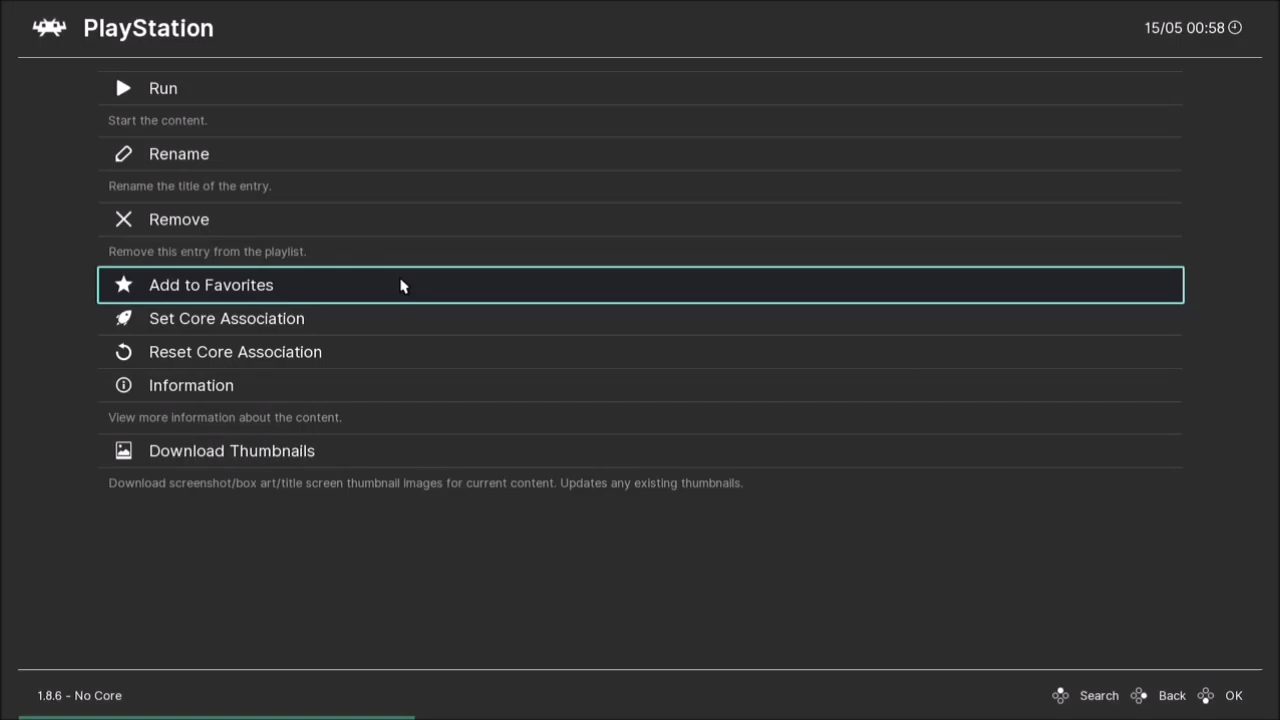 PlayStation
15/05 00:58
Run
Start the content.
Rename
Rename the title of the entry.
Remove
Remove this entry from the playlist.
Add to Favorites
Set Core Association
Reset Core Association
Information
View more information about the content.
Download Thumbnails
Download screenshot/box art/title screen thumbnail images for current content. Updates any existing thumbnails.
1.8.6 - No Core
Search Back OK